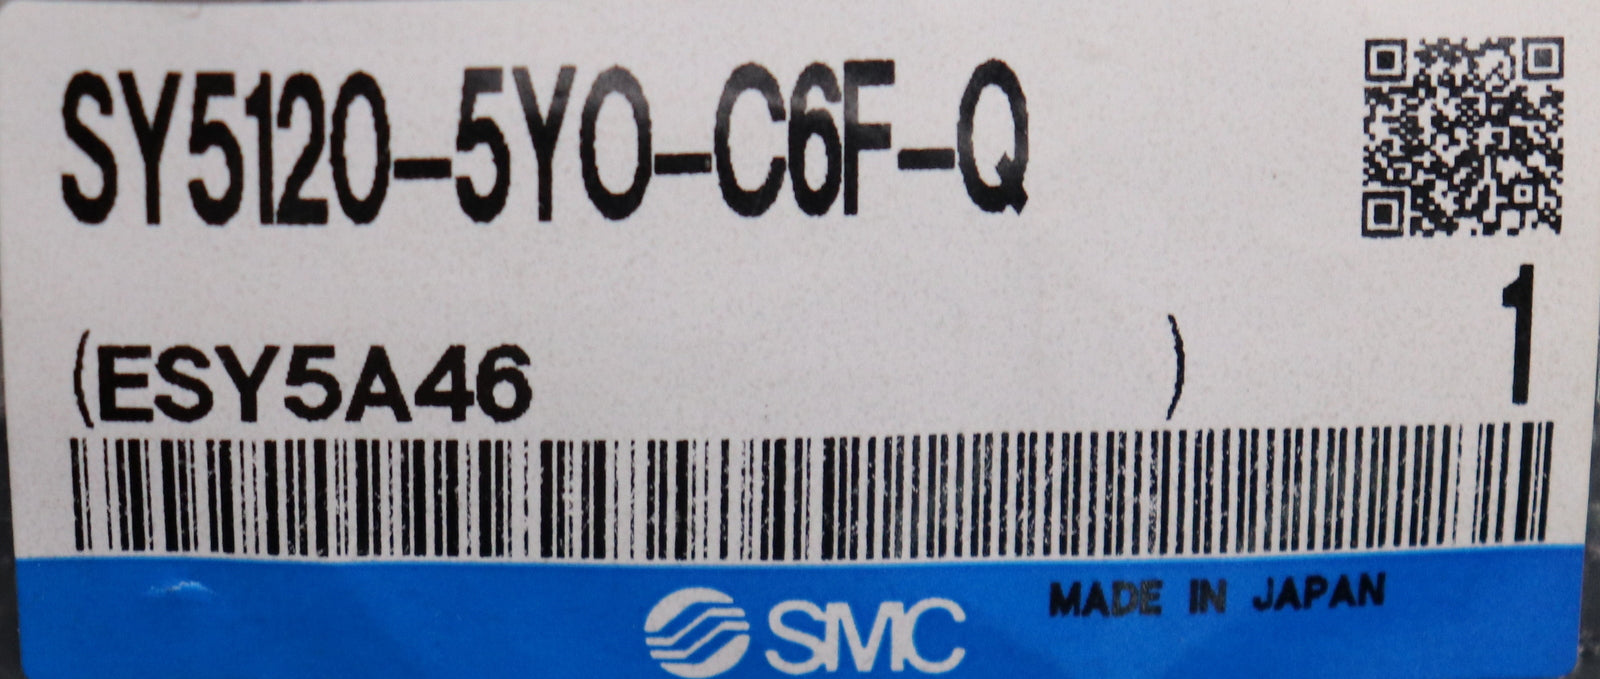 SY5120-5YO-C6F-Q
1
(ESY5A46 )
MADE IN JAPAN
SMC